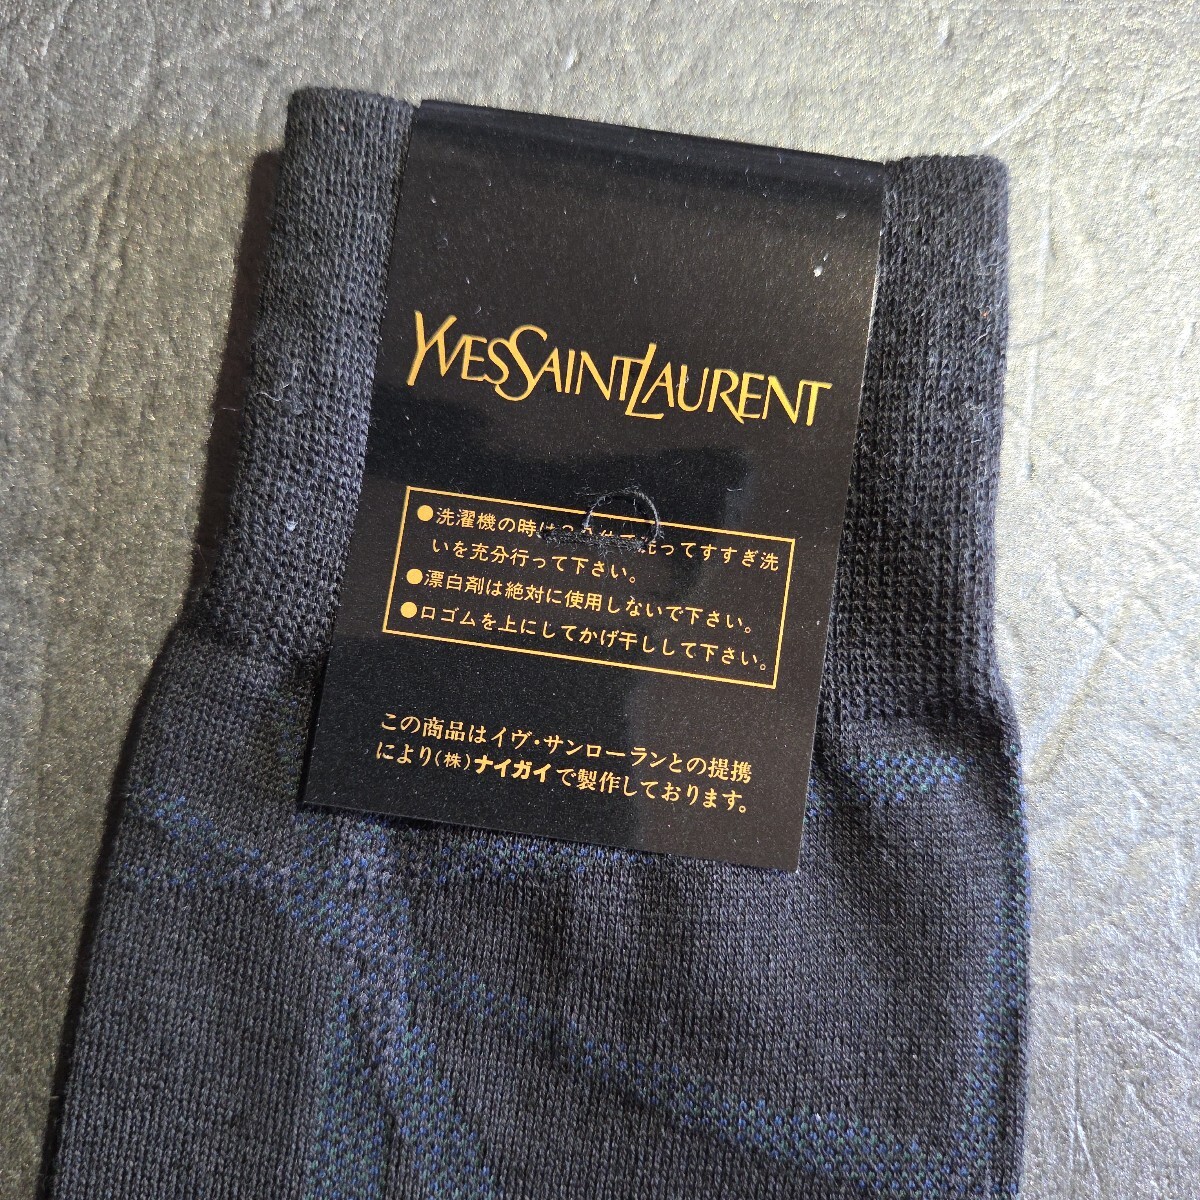 YVESSAINTLAURENT
●洗濯機の時は 洗ってすすぎ洗
いを充分行って下さい。
●漂白剤は絶対に使用しないで下さい。
●口ゴムを上にしてかげ干しして下さい。
この商品はイヴ・サンローランとの提携
により(株)ナイガイで製作しております。